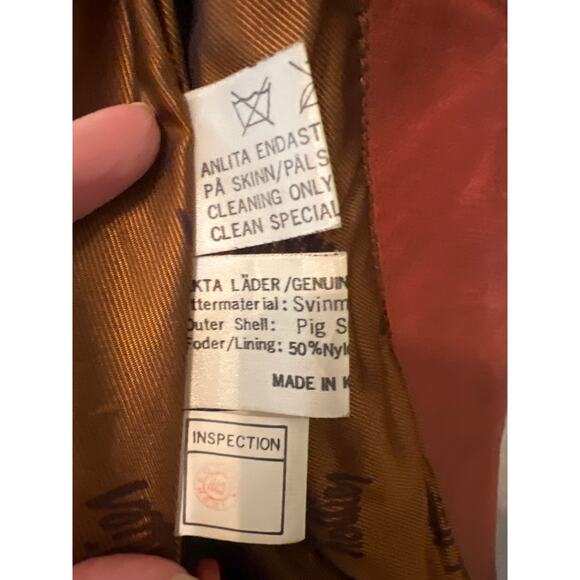 ANLITA ENDAST
PÅ SKINN/PÄLS
CLEANING ONLY
CLEAN SPECIAL
KTA LÄDER/GENUIN
ttermaterial: Svinm
Outer Shell: Pig S
Foder/Lining: 50%Nyl
MADE IN K
INSPECTION